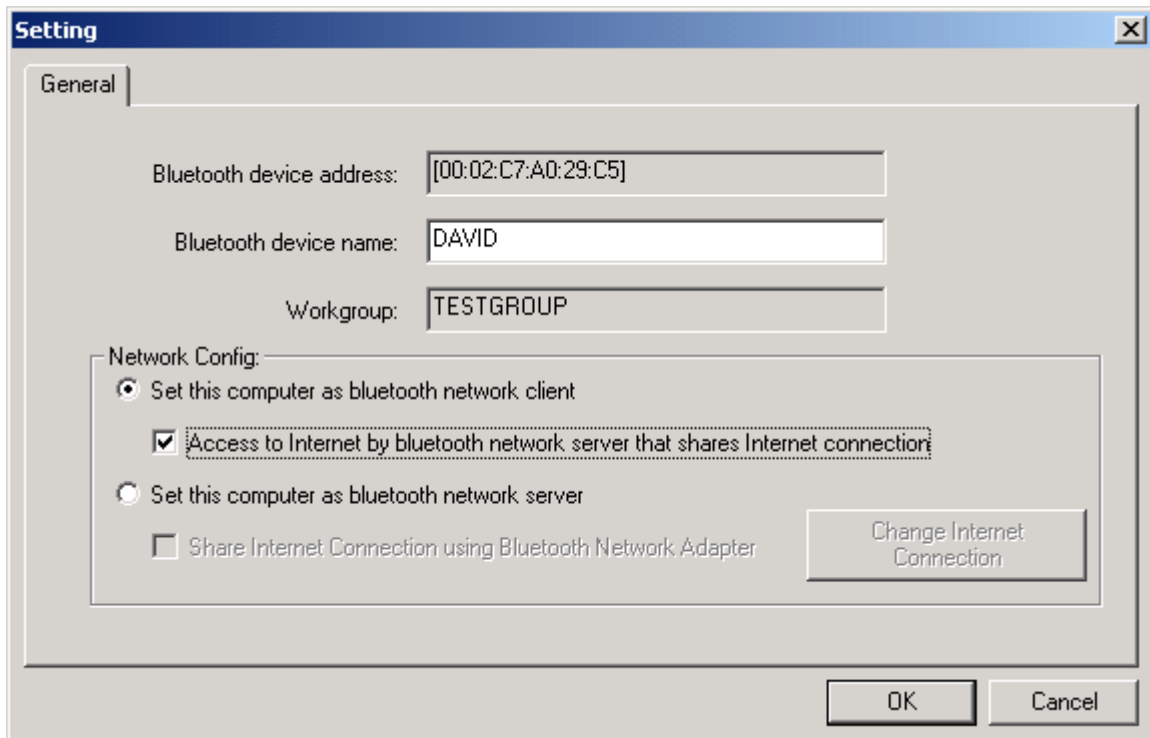 Setting
General
Bluetooth device address: [00:02:C7:A0:29:C5]
Bluetooth device name: DAVID
Workgroup: TESTGROUP
Network Config:
Set this computer as bluetooth network client
Access to Internet by bluetooth network server that shares Internet connection
Set this computer as bluetooth network server
Share Internet Connection using Bluetooth Network Adapter
Change Internet
Connection
OK Cancel